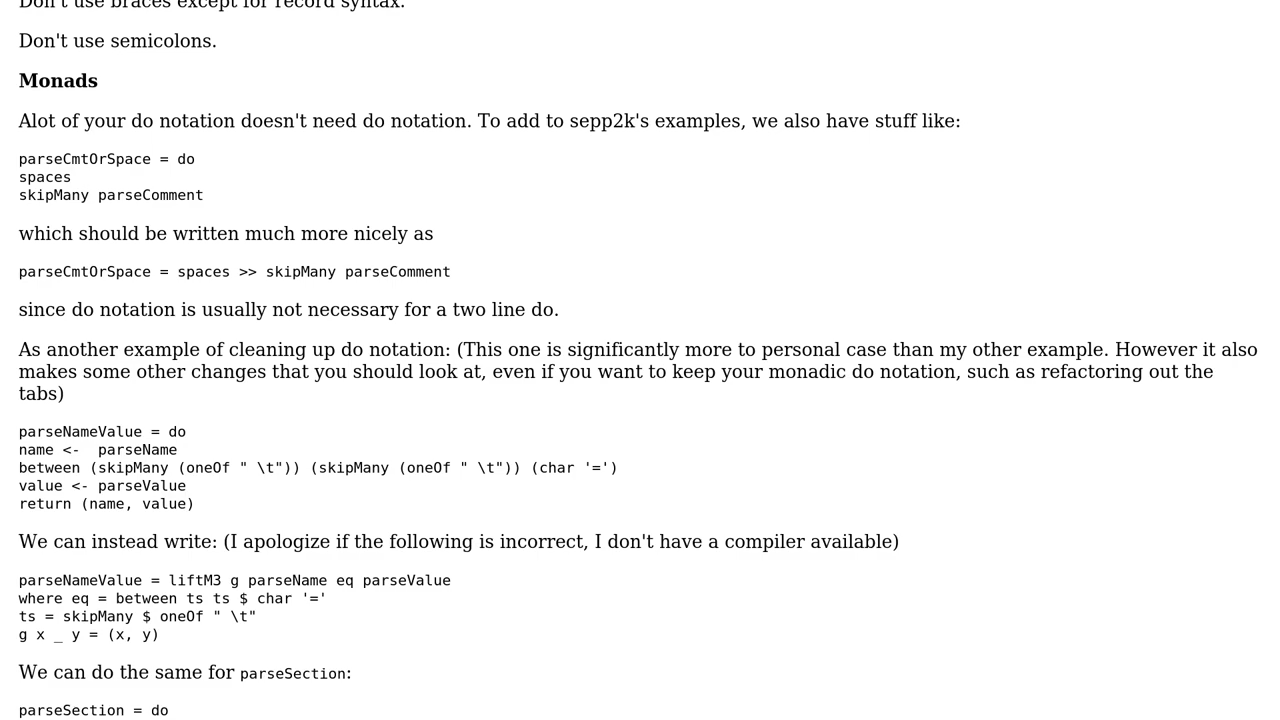 Don't use braces except for record syntax.
Don't use semicolons.
Monads
Alot of your do notation doesn't need do notation. To add to sepp2k's examples, we also have stuff like:
parseCmtOrSpace = do
spaces
skipMany parseComment
which should be written much more nicely as
parseCmtOrSpace = spaces >> skipMany parseComment
since do notation is usually not necessary for a two line do.
As another example of cleaning up do notation: (This one is significantly more to personal case than my other example. However it also
makes some other changes that you should look at, even if you want to keep your monadic do notation, such as refactoring out the
tabs)
parseNameValue = do
name <-  parseName
between (skipMany (oneOf " \t")) (skipMany (oneOf " \t")) (char '=')
value <- parseValue
return (name, value)
We can instead write: (I apologize if the following is incorrect, I don't have a compiler available)
parseNameValue = liftM3 g parseName eq parseValue
where eq = between ts ts $ char '='
ts = skipMany $ oneOf " \t"
g x _ y = (x, y)
We can do the same for parseSection:
parseSection = do